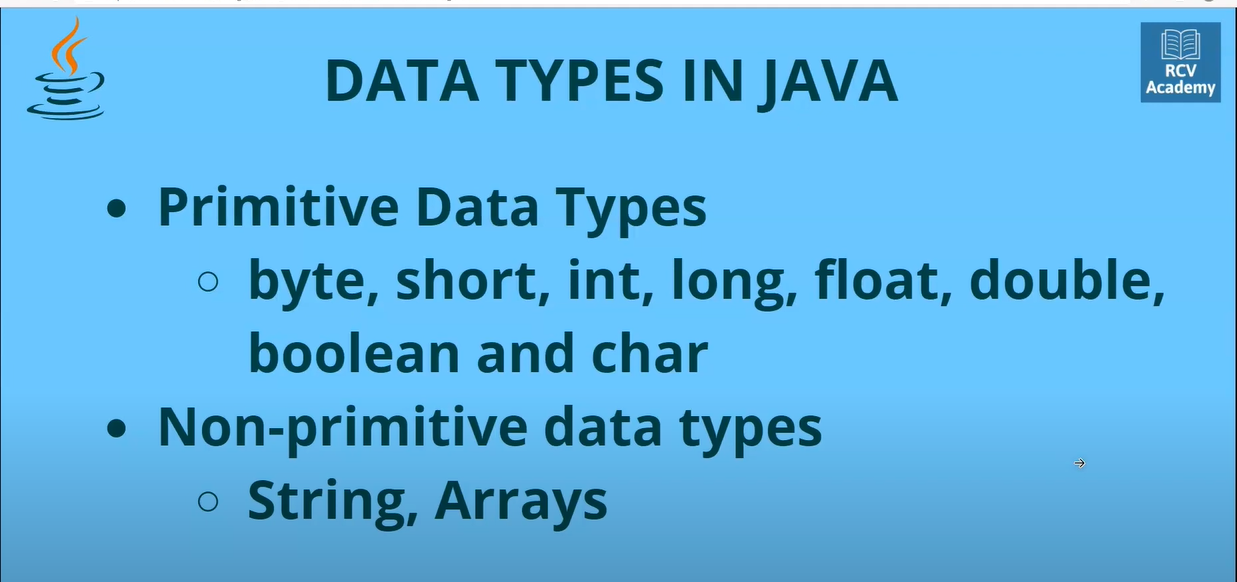 DATA TYPES IN JAVA
RCV
Academy
Primitive Data Types
byte, short, int, long, float, double,
boolean and char
Non-primitive data types
String, Arrays